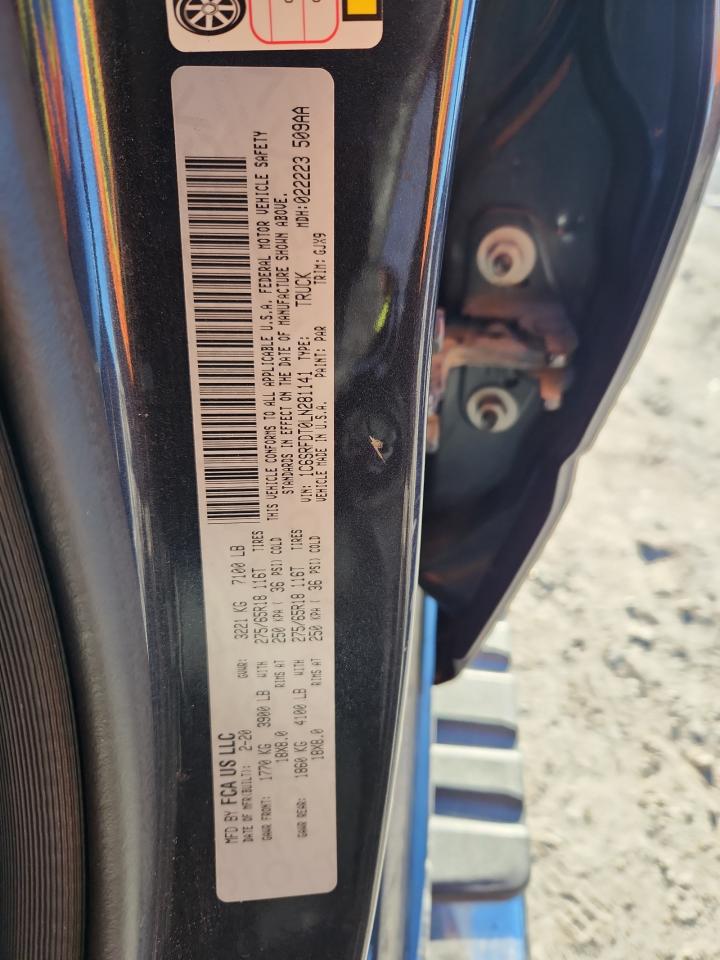 MFD BY FCA US LLC
DATE OF MFR(BUILT): 2-20 GVWR: 3221 KG 7100 LB
GAWR FRONT: 1770 KG 3900 LB WITH 275/65R18 116T TIRES
18X8.0 RIMS AT 250 KPA ( 36 PSI) COLD
GAWR REAR: 1860 KG 4100 LB WITH 275/65R18 116T TIRES
18X8.0 RIMS AT 250 KPA ( 36 PSI) COLD
THIS VEHICLE CONFORMS TO ALL APPLICABLE U.S.A. FEDERAL MOTOR VEHICLE SAFETY
STANDARDS IN EFFECT ON THE DATE OF MANUFACTURE SHOWN ABOVE.
VIN: 1C6SRFDT0LN281141 TYPE: TRUCK MDH:022223 509AA
VEHICLE MADE IN U.S.A. PAINT: PAR TRIM: GJX9